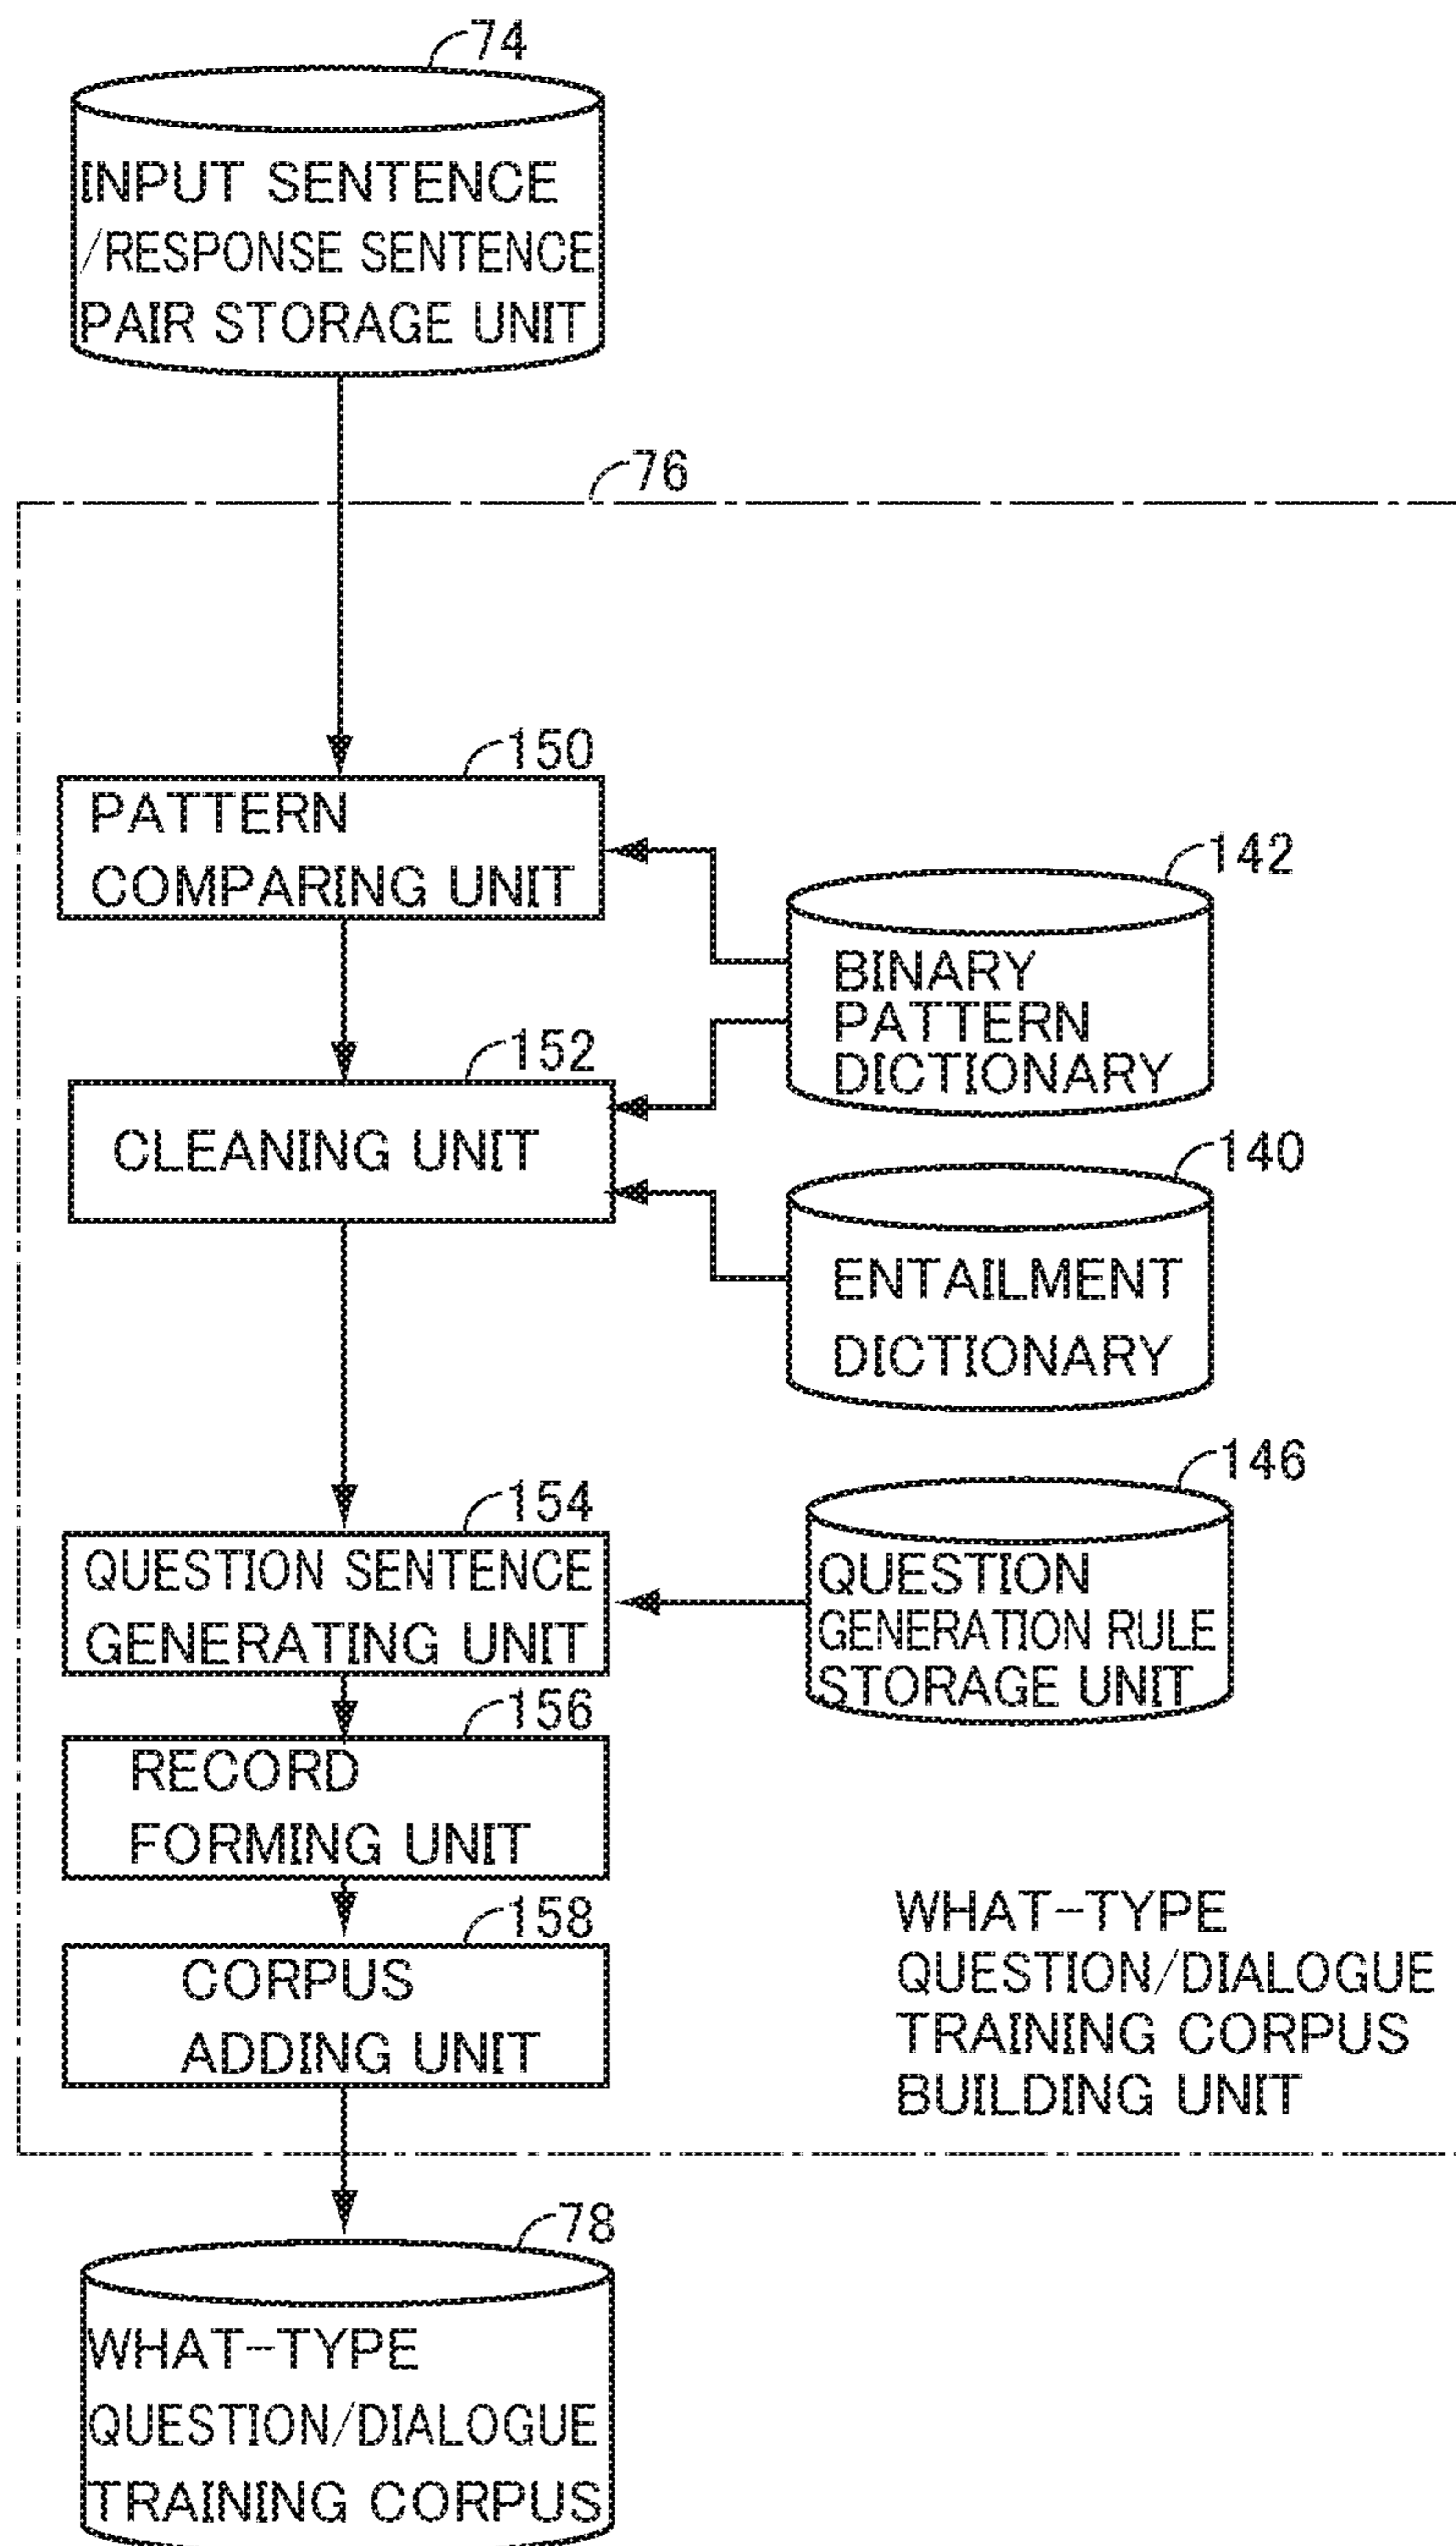 74
INPUT SENTENCE
/RESPONSE SENTENCE
PAIR STORAGE UNIT
76
150
PATTERN
COMPARING UNIT
142
BINARY
PATTERN
DICTIONARY
152
CLEANING UNIT
140
ENTAILMENT
DICTIONARY
146
QUESTION
GENERATION RULE
STORAGE UNIT
154
QUESTION SENTENCE
GENERATING UNIT
156
RECORD
FORMING UNIT
158
CORPUS
ADDING UNIT
WHAT-TYPE
QUESTION/DIALOGUE
TRAINING CORPUS
BUILDING UNIT
78
WHAT-TYPE
QUESTION/DIALOGUE
TRAINING CORPUS